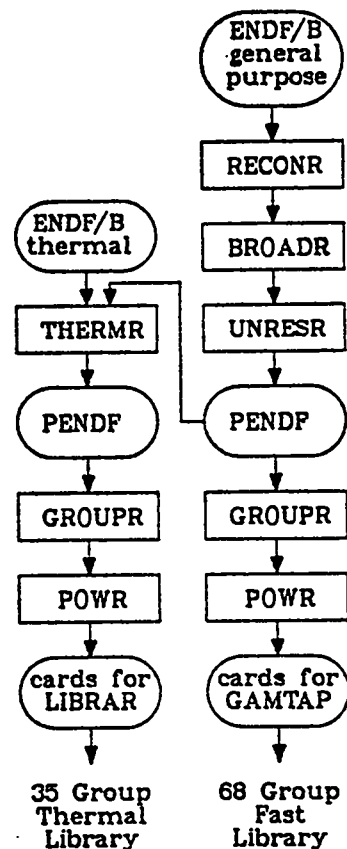 ENDF/B
general
purpose
RECONR
BROADR
UNRESR
PENDF
GROUPR
POWR
cards for
GAMTAP
68 Group
Fast
Library
ENDF/B
thermal
THERMR
PENDF
GROUPR
POWR
cards for
LIBRAR
35 Group
Thermal
Library